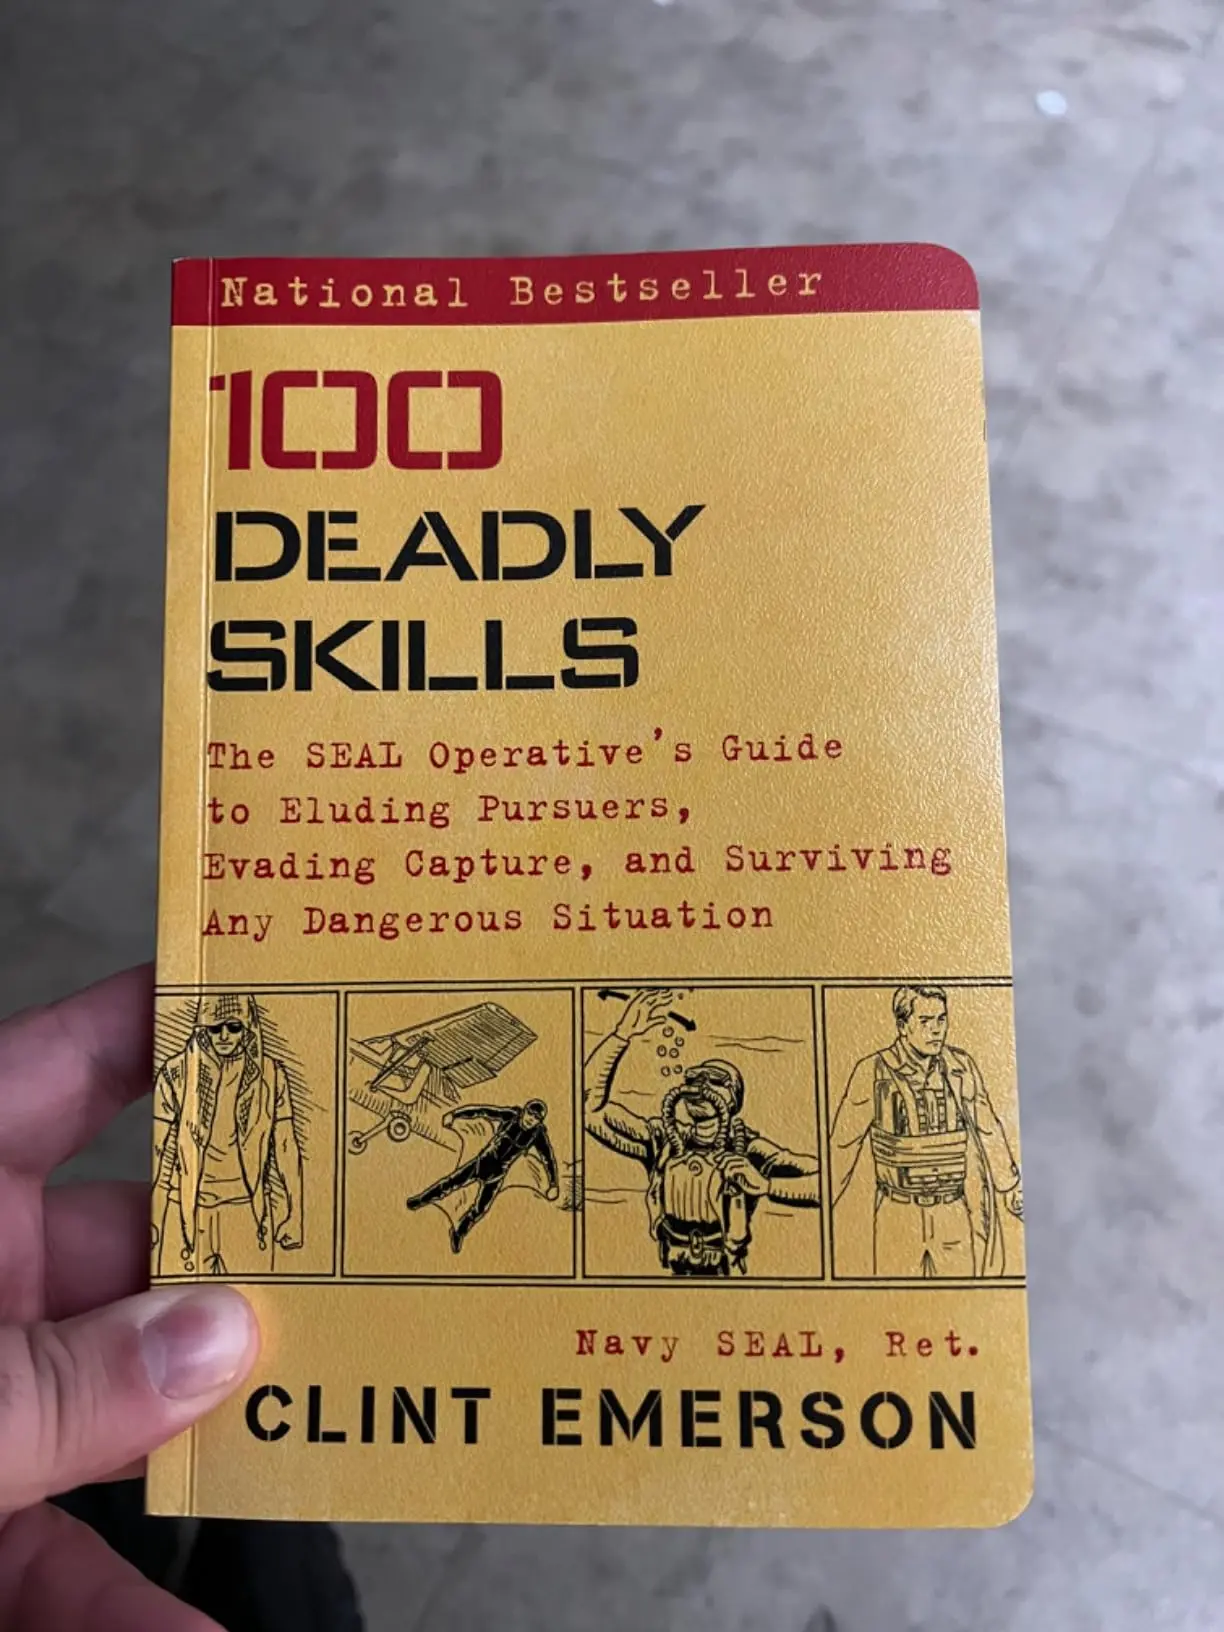 National Bestseller
100
DEADLY
SKILLS
The SEAL Operative's Guide
to Eluding Pursuers,
Evading Capture, and Surviving
Any Dangerous Situation
Navy SEAL, Ret.
CLINT EMERSON